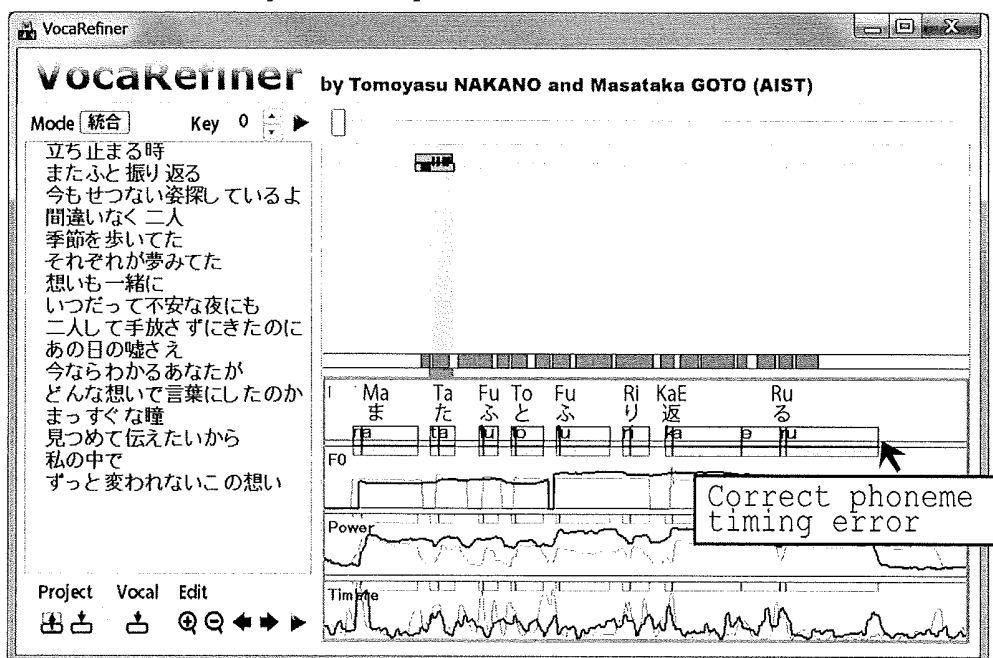 VocaRefiner
VocaRefiner by Tomoyasu NAKANO and Masataka GOTO (AIST)
Mode 統合 Key 0
立ち止まる時
またふと振り返る
今もせつない姿探しているよ
間違いなく二人
季節を歩いてた
それぞれが夢みてた
想いも一緒に
いつだって不安な夜にも
二人して手放さずにきたのに
あの日の嘘さえ
今ならわかるあなたが
どんな想いで言葉にしたのか
まっすぐな瞳
見つめて伝えたいから
私の中で
ずっと変われないこの想い
Project Vocal Edit
Ma Ta Fu To Fu Ri KaE Ru
ま た ふ と ふ り 返 る
F0
Correct phoneme
timing error
Power